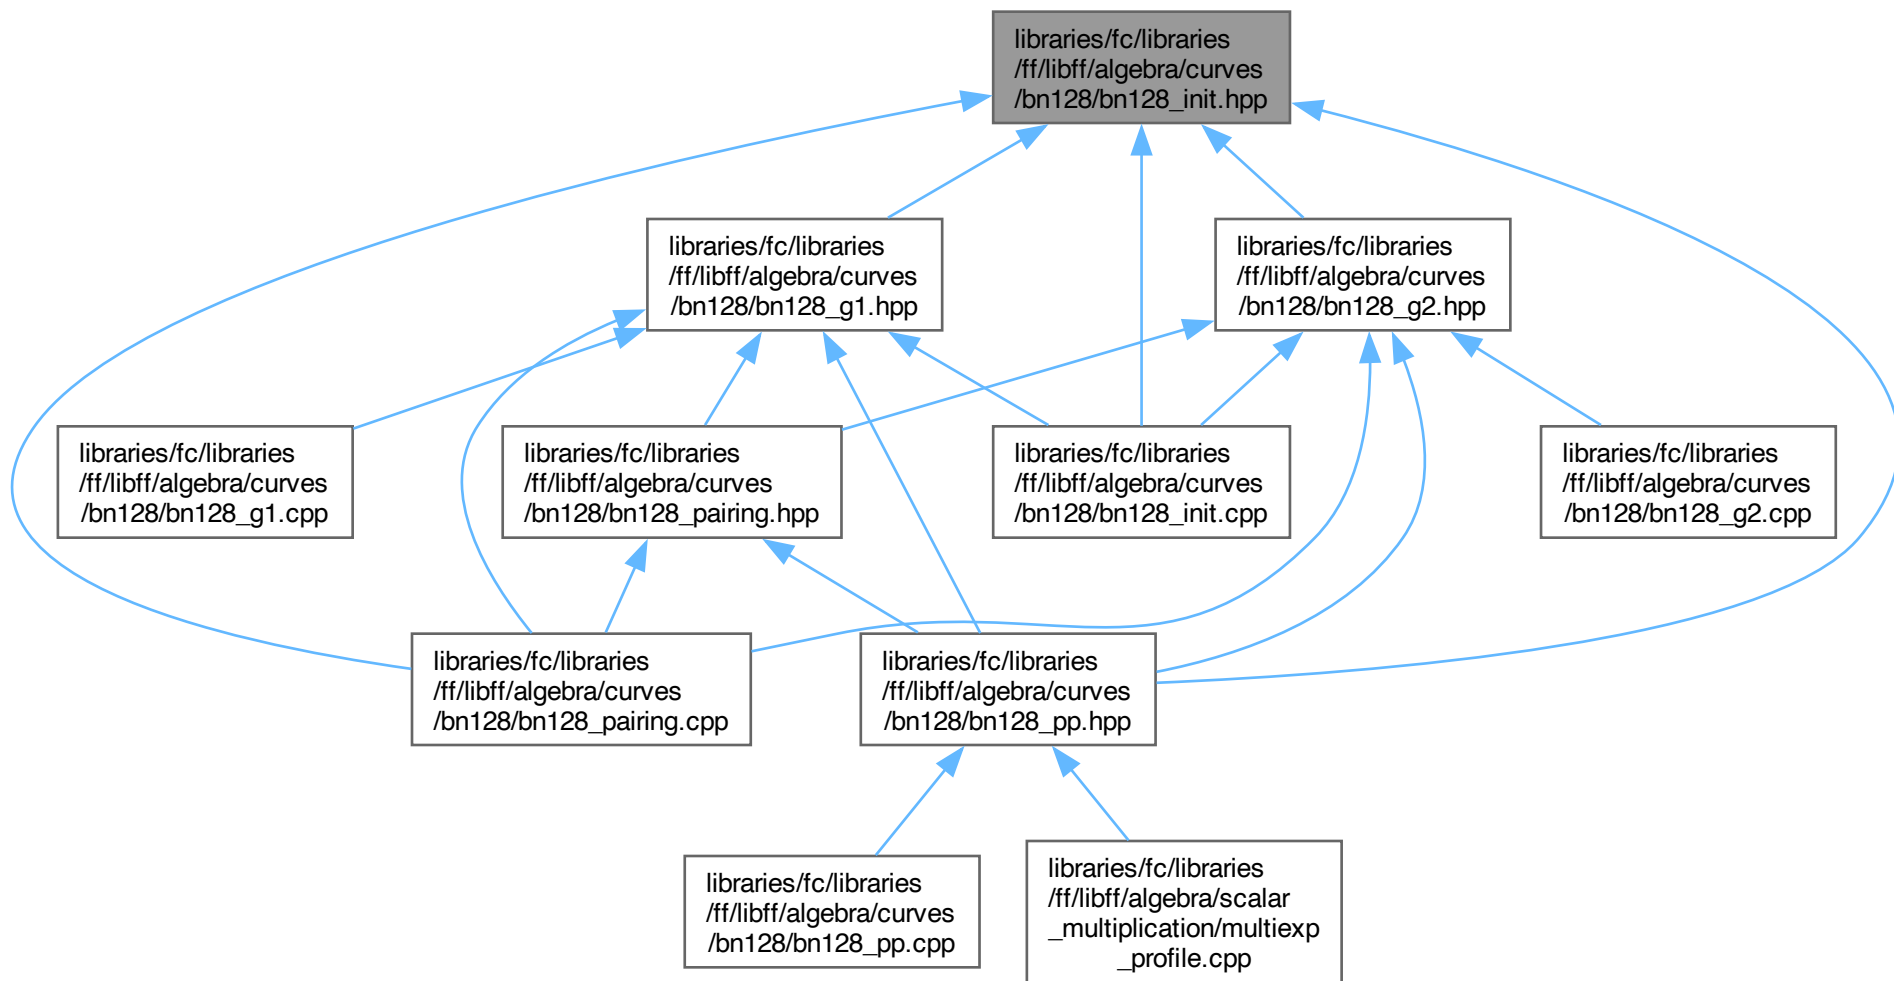 libraries/fc/libraries
/ff/libff/algebra/curves
/bn128/bn128_init.hpp
libraries/fc/libraries
/ff/libff/algebra/curves
/bn128/bn128_g1.hpp
libraries/fc/libraries
/ff/libff/algebra/curves
/bn128/bn128_g2.hpp
libraries/fc/libraries
/ff/libff/algebra/curves
/bn128/bn128_g1.cpp
libraries/fc/libraries
/ff/libff/algebra/curves
/bn128/bn128_pairing.hpp
libraries/fc/libraries
/ff/libff/algebra/curves
/bn128/bn128_init.cpp
libraries/fc/libraries
/ff/libff/algebra/curves
/bn128/bn128_g2.cpp
libraries/fc/libraries
/ff/libff/algebra/curves
/bn128/bn128_pairing.cpp
libraries/fc/libraries
/ff/libff/algebra/curves
/bn128/bn128_pp.hpp
libraries/fc/libraries
/ff/libff/algebra/curves
/bn128/bn128_pp.cpp
libraries/fc/libraries
/ff/libff/algebra/scalar
_multiplication/multiexp
_profile.cpp